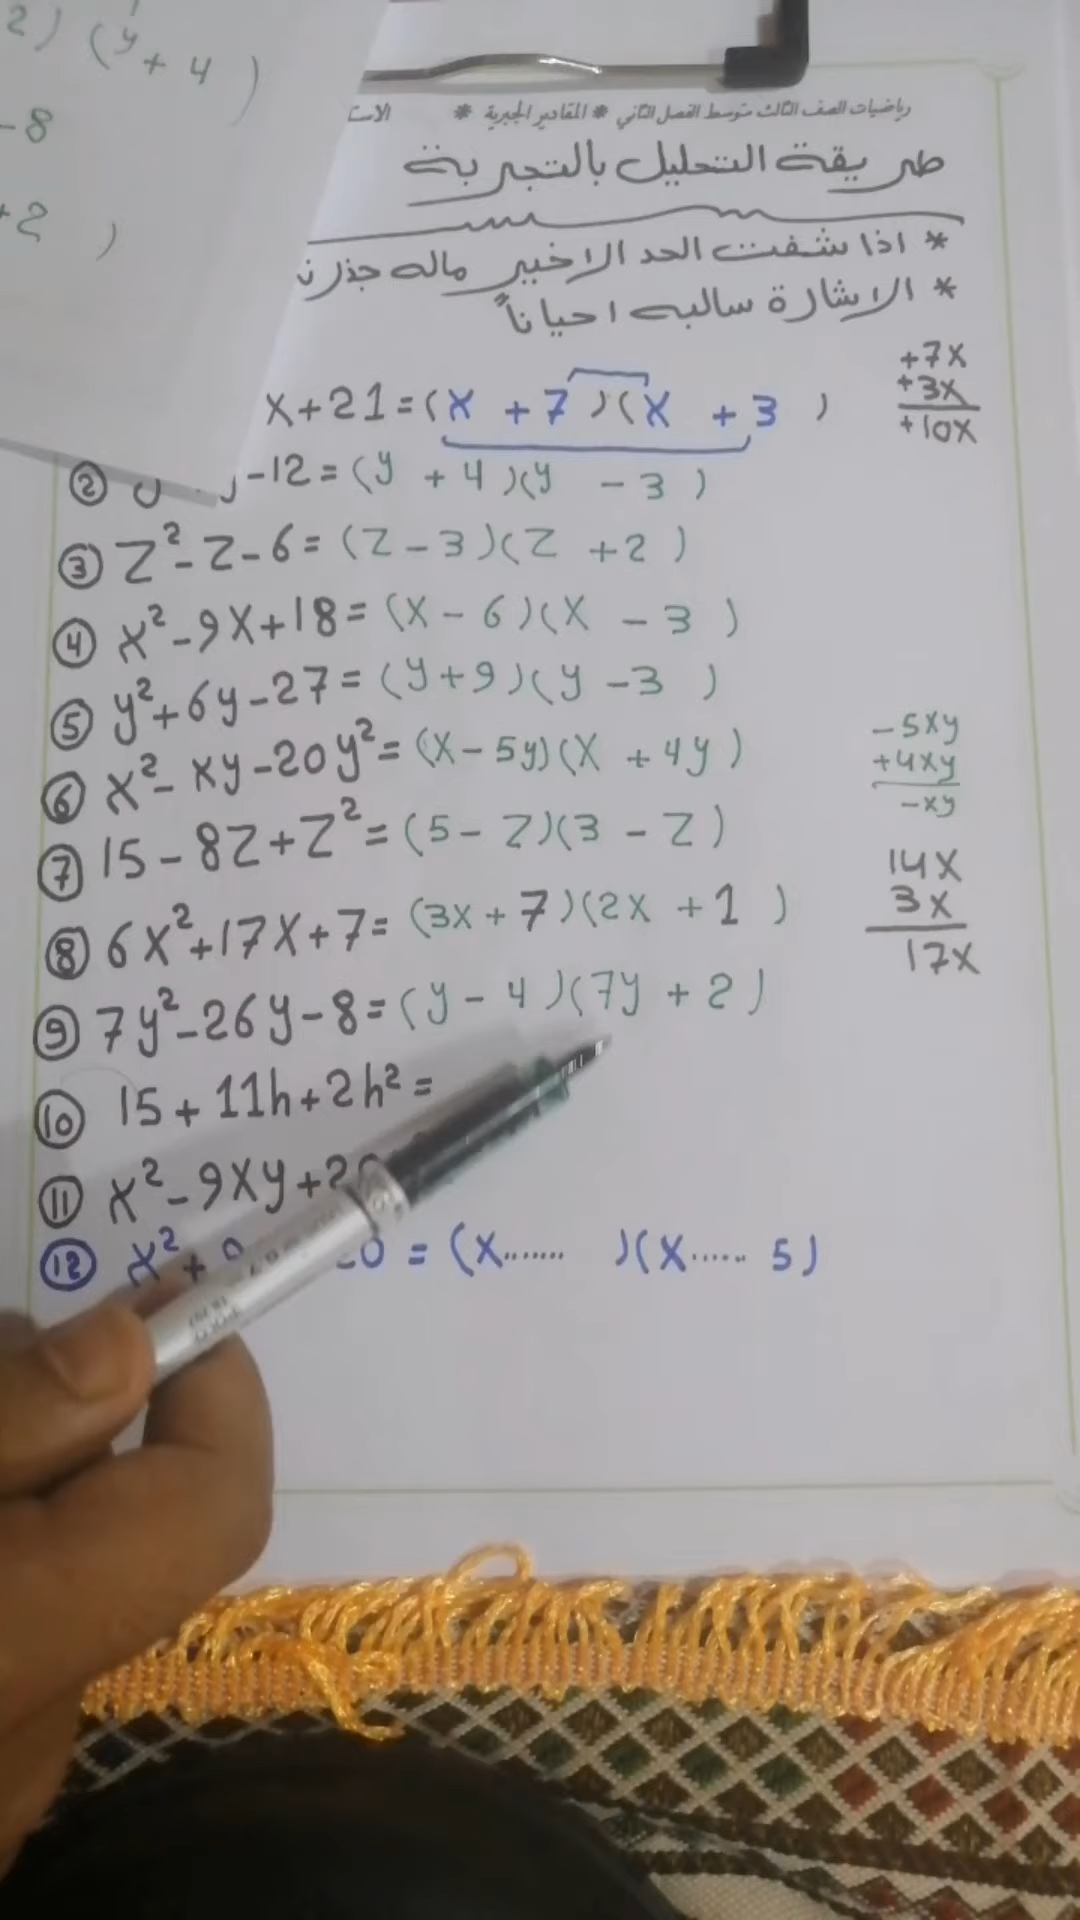 2) (y + 4)
-8
+2 )
رياضيات الصف الثالث متوسط الفصل الثاني * المقادير الجبرية *
طريقة التحليل بالتجربة
* اذا شفت الحد الاخير ماله جذر
* الاشارة سالبه احياناً
+7x
+3x
+10x
x+21=(x +7)(x +3)
② -12=(y +4)(y -3)
③ z²-z-6=(z-3)(z+2)
④ x²-9x+18=(x-6)(x-3)
⑤ y²+6y-27=(y+9)(y-3)
⑥ x²-xy-20y²=(x-5y)(x+4y)
-5xy
+4xy
-xy
⑦ 15-8z+z²=(5-z)(3-z)
⑧ 6x²+17x+7=(3x+7)(2x+1)
14x
3x
17x
⑨ 7y²-26y-8=(y-4)(7y+2)
⑩ 15+11h+2h²=
⑪ x²-9xy+2
⑫ x²+ 20=(x....... )(x...... 5)